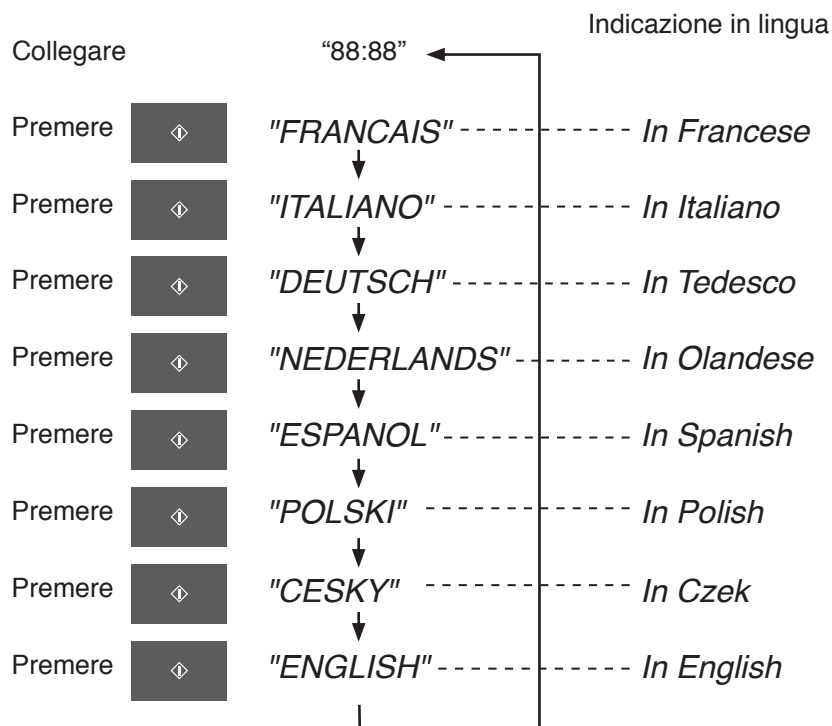 Indicazione in lingua
Collegare “88:88”
Premere "FRANCAIS" In Francese
Premere "ITALIANO" In Italiano
Premere "DEUTSCH" In Tedesco
Premere "NEDERLANDS" In Olandese
Premere "ESPANOL" In Spanish
Premere "POLSKI" In Polish
Premere "CESKY" In Czek
Premere "ENGLISH" In English